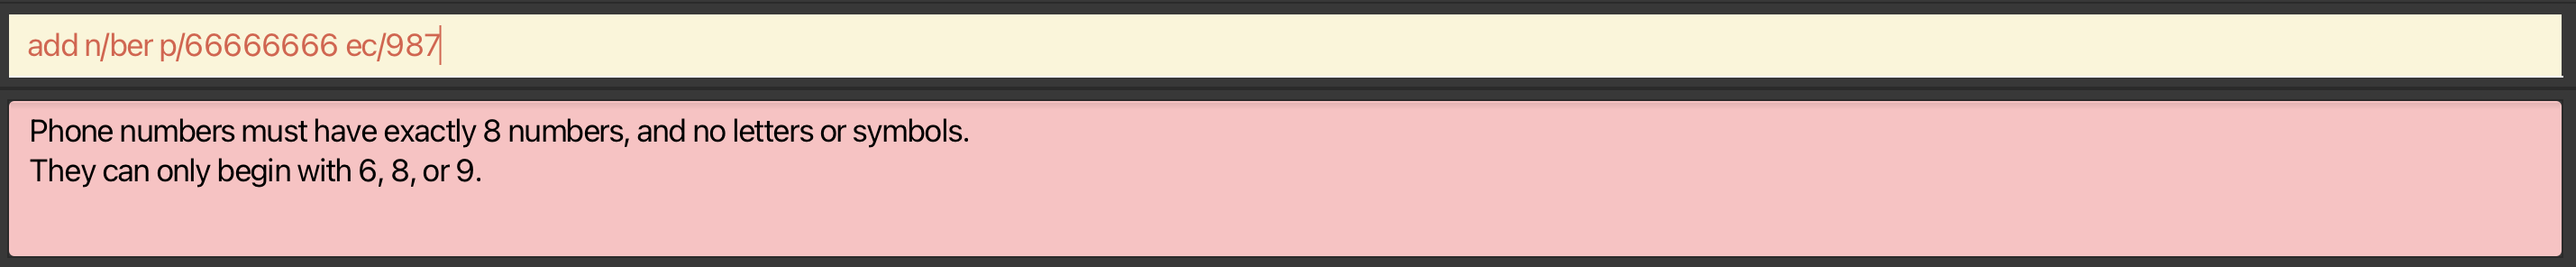 add n/ber p/66666666 ec/987
Phone numbers must have exactly 8 numbers, and no letters or symbols.
They can only begin with 6, 8, or 9.